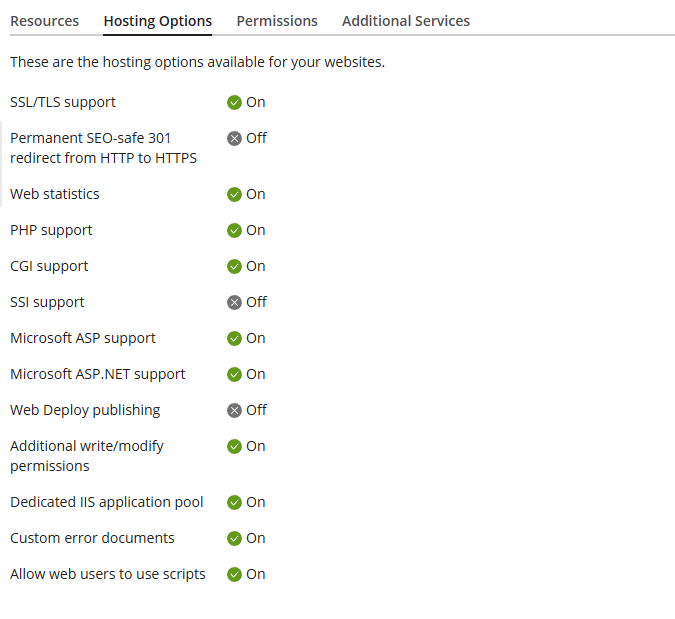 Resources Hosting Options Permissions Additional Services
These are the hosting options available for your websites.
SSL/TLS support On
Permanent SEO-safe 301 Off
redirect from HTTP to HTTPS
Web statistics On
PHP support On
CGI support On
SSI support Off
Microsoft ASP support On
Microsoft ASP.NET support On
Web Deploy publishing Off
Additional write/modify On
permissions
Dedicated IIS application pool On
Custom error documents On
Allow web users to use scripts On